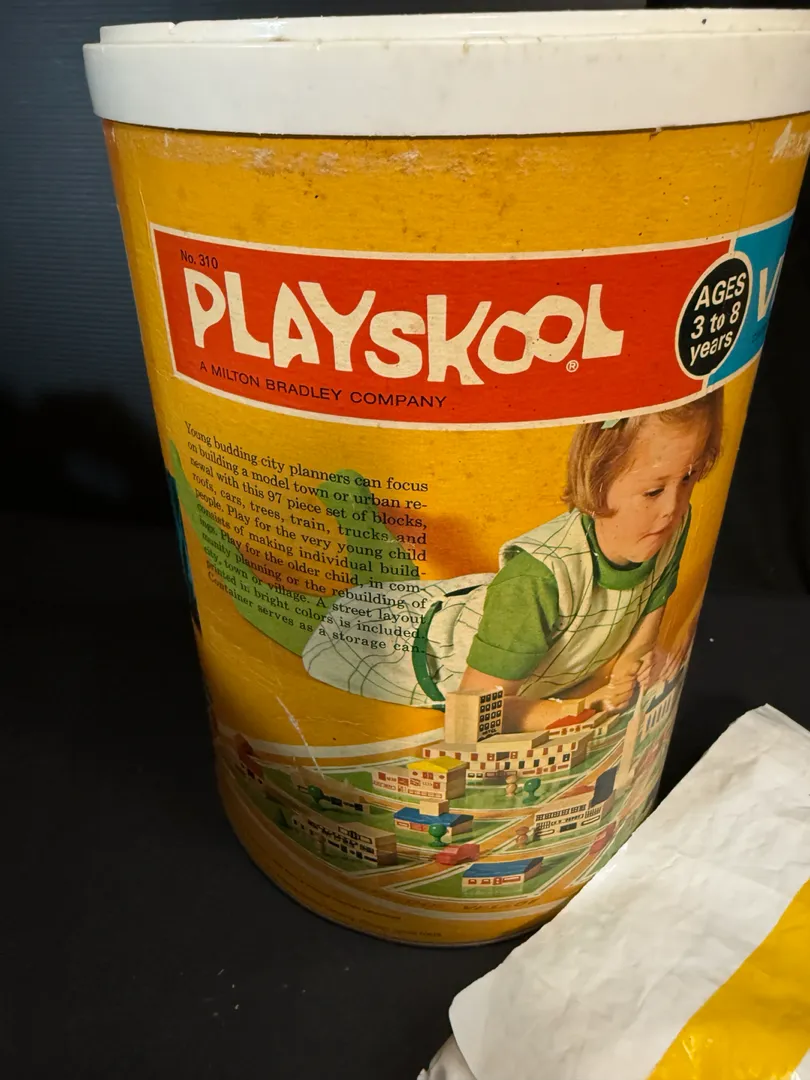 No. 310
PLAYSKOOL®
A MILTON BRADLEY COMPANY
AGES
3 to 8
years
V
Young budding city planners can focus
on building a model town or urban re-
newal with this 97 piece set of blocks,
roofs, cars, trees, train, trucks and
people. Play for the very young child
consists of making individual build-
ings. Play for the older child, in com-
munity planning or the rebuilding of
city, town or village. A street layout
printed in bright colors is included.
Container serves as a storage can.
HOTEL